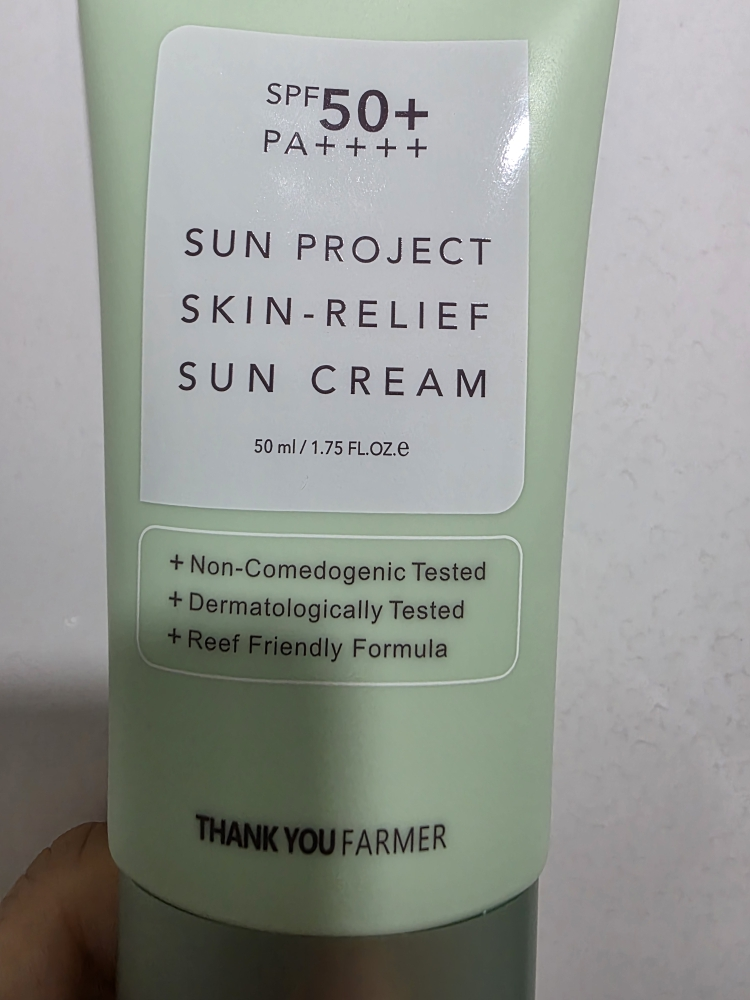 SPF50+
PA++++
SUN PROJECT
SKIN-RELIEF
SUN CREAM
50 ml / 1.75 FL.OZ.℮
+ Non-Comedogenic Tested
+ Dermatologically Tested
+ Reef Friendly Formula
THANK YOU FARMER